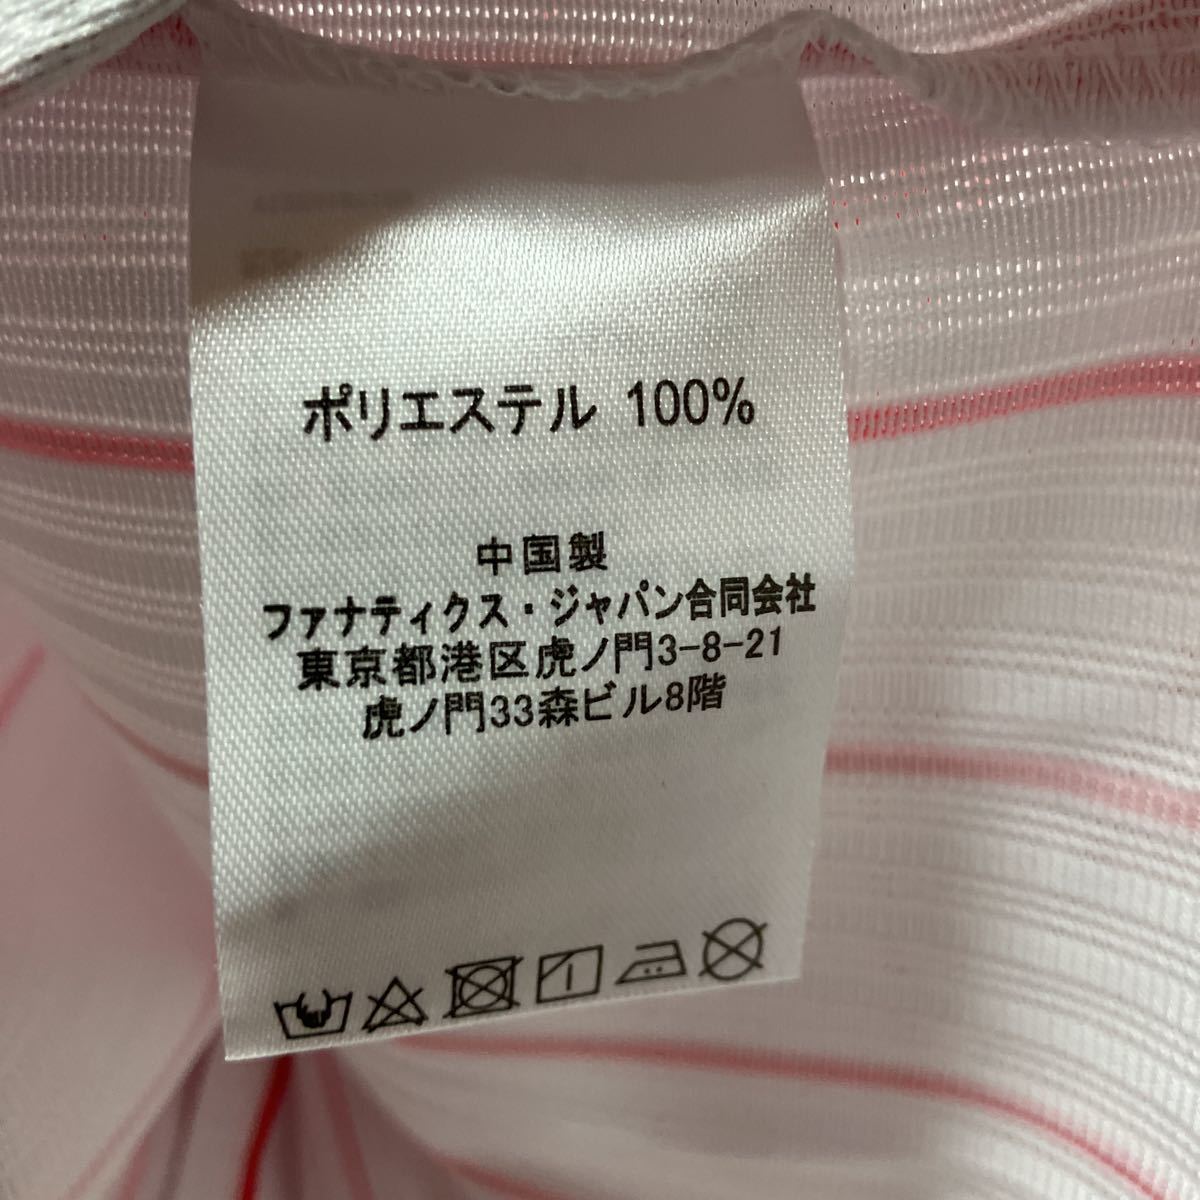 ポリエステル 100%
中国製
ファナティクス・ジャパン合同会社
東京都港区虎ノ門3-8-21
虎ノ門33森ビル8階